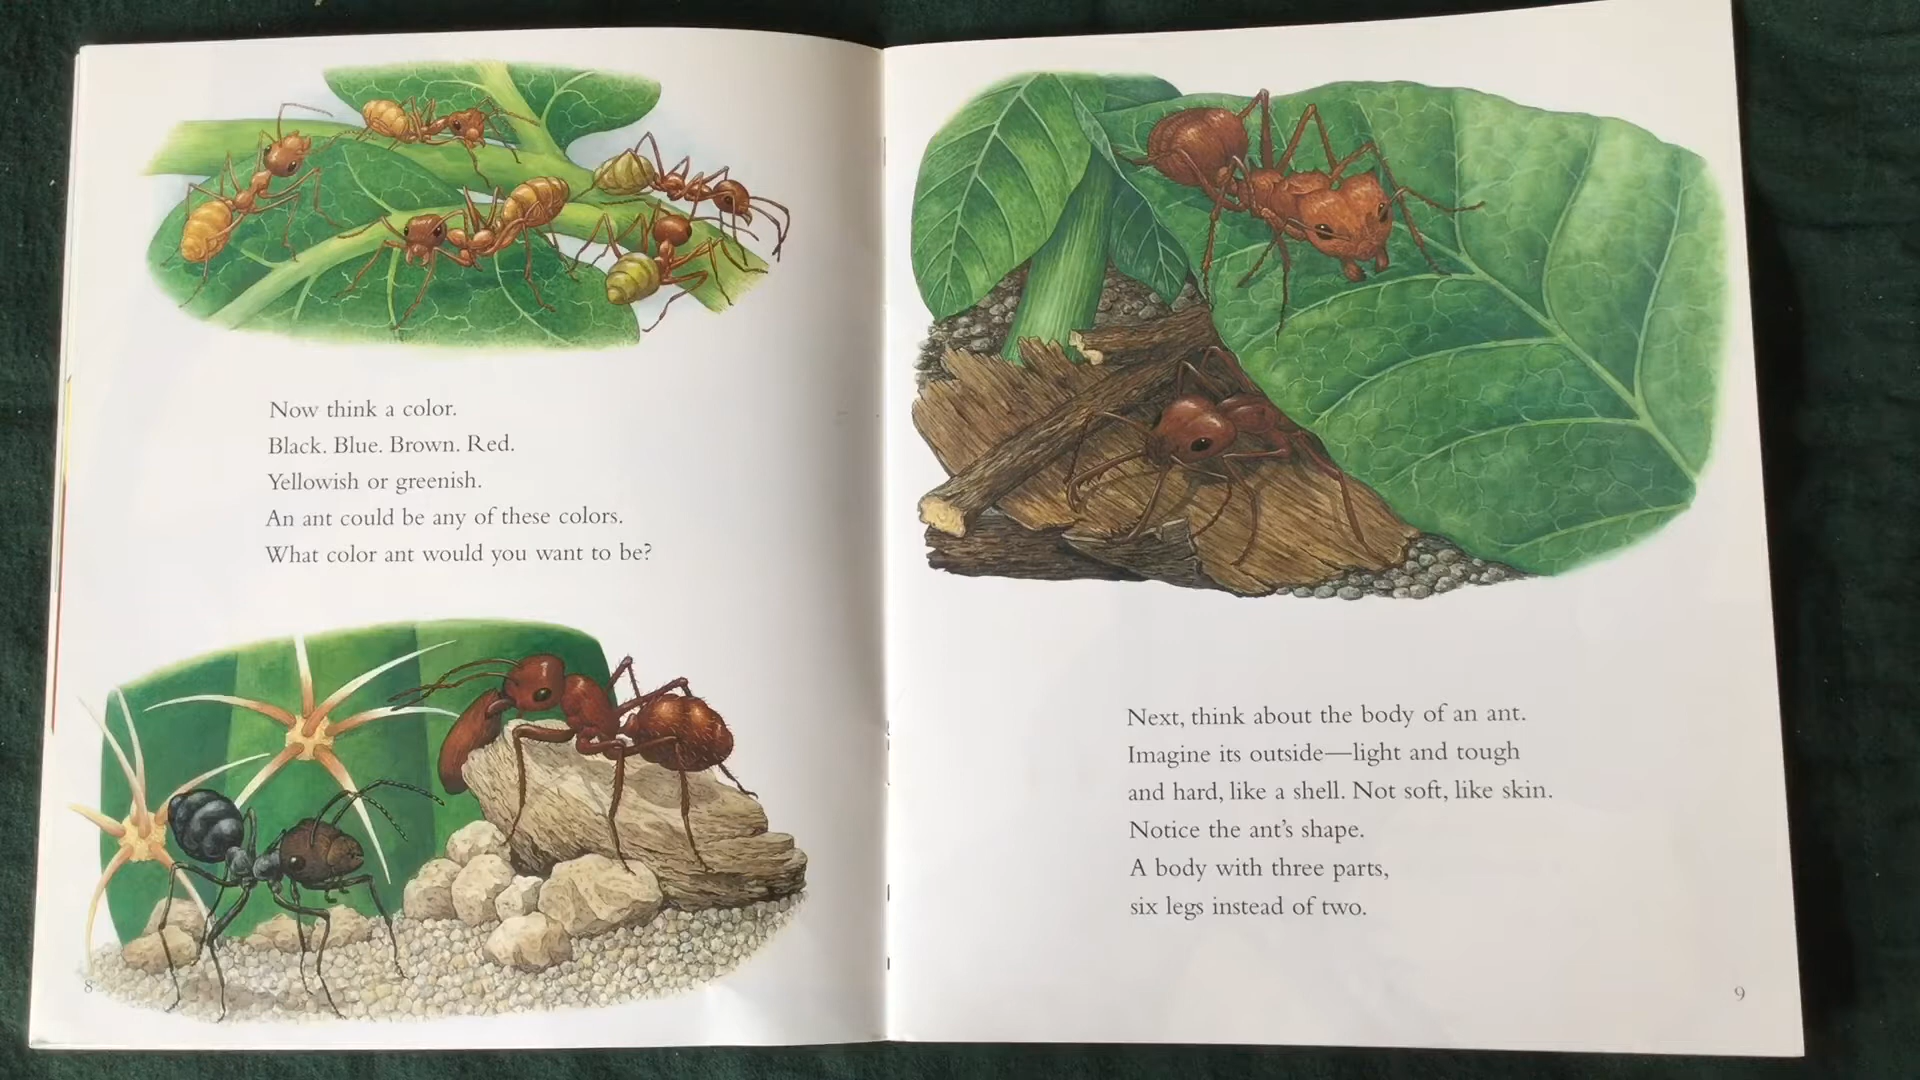 Now think a color.
Black. Blue. Brown. Red.
Yellowish or greenish.
An ant could be any of these colors.
What color ant would you want to be?
8
Next, think about the body of an ant.
Imagine its outside—light and tough
and hard, like a shell. Not soft, like skin.
Notice the ant’s shape.
A body with three parts,
six legs instead of two.
9